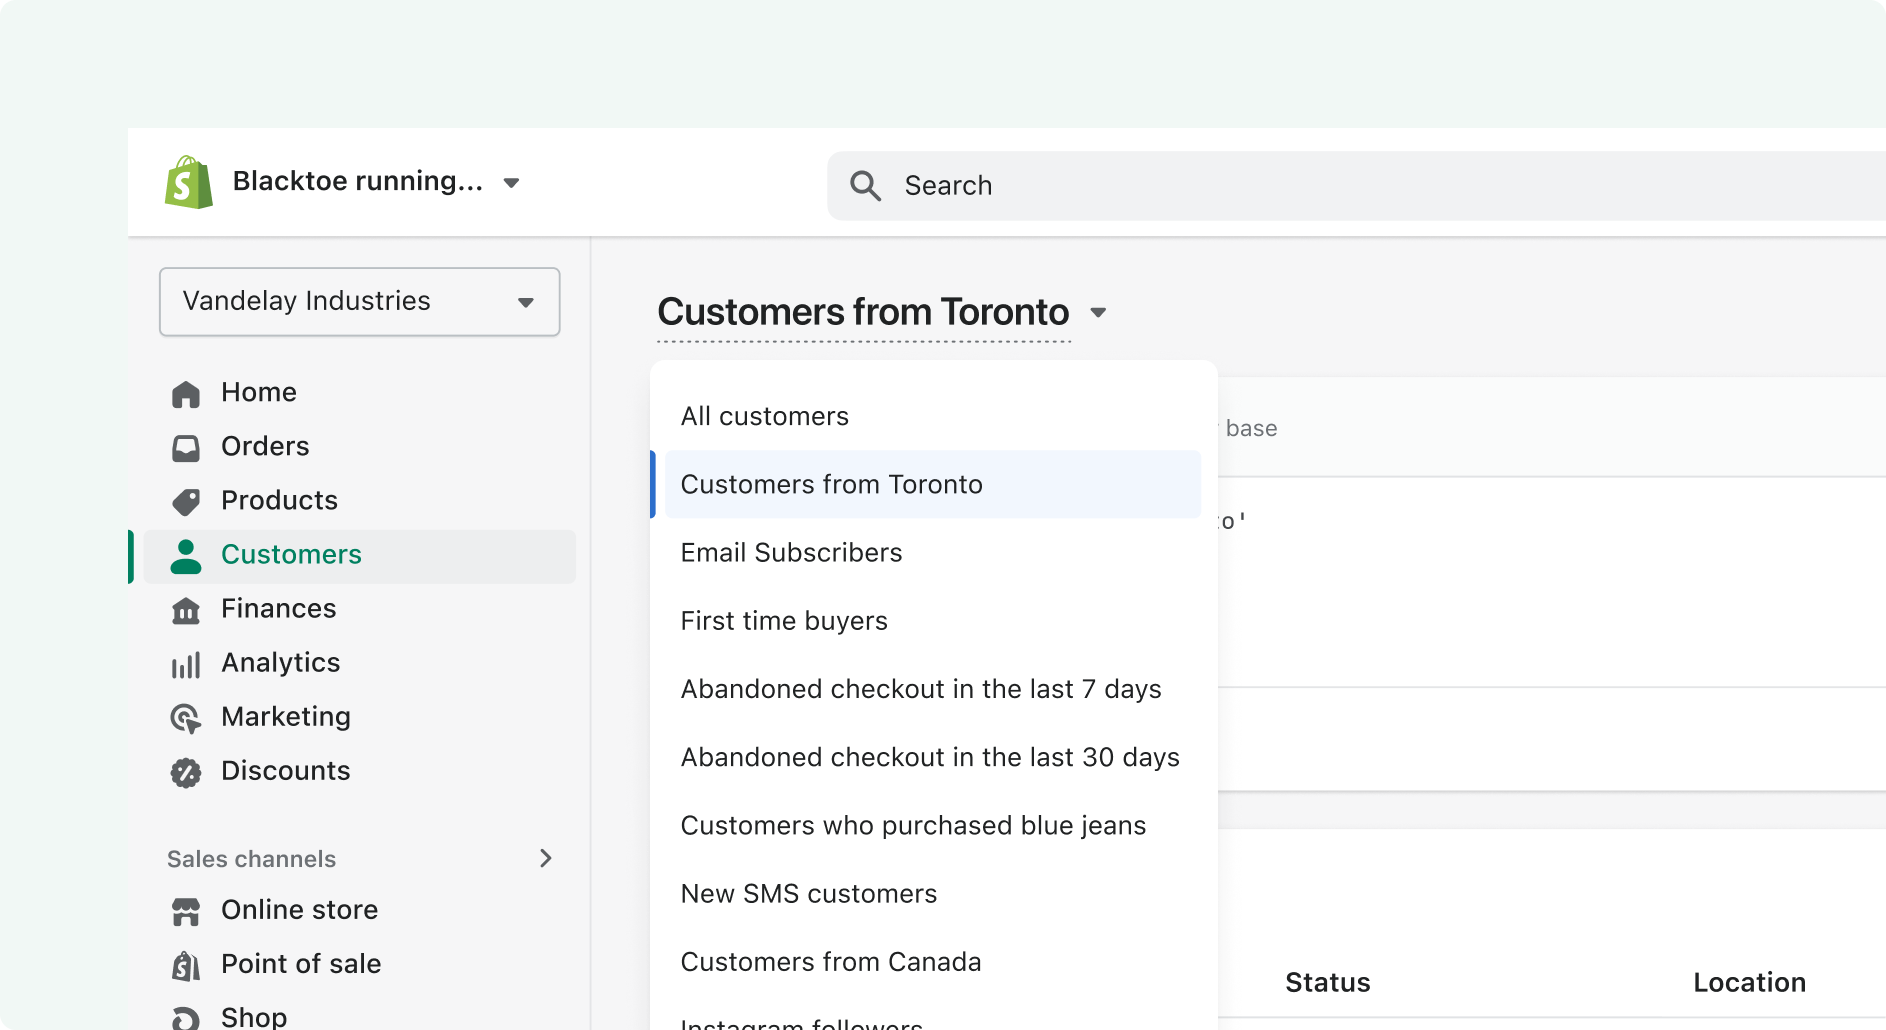 Blacktoe running...
Search
Vandelay Industries
Home
Orders
Products
Customers
Finances
Analytics
Marketing
Discounts
Sales channels
Online store
Point of sale
Shop
Customers from Toronto
All customers
Customers from Toronto
Email Subscribers
First time buyers
Abandoned checkout in the last 7 days
Abandoned checkout in the last 30 days
Customers who purchased blue jeans
New SMS customers
Customers from Canada
Instagram followers
base
o'
Status
Location